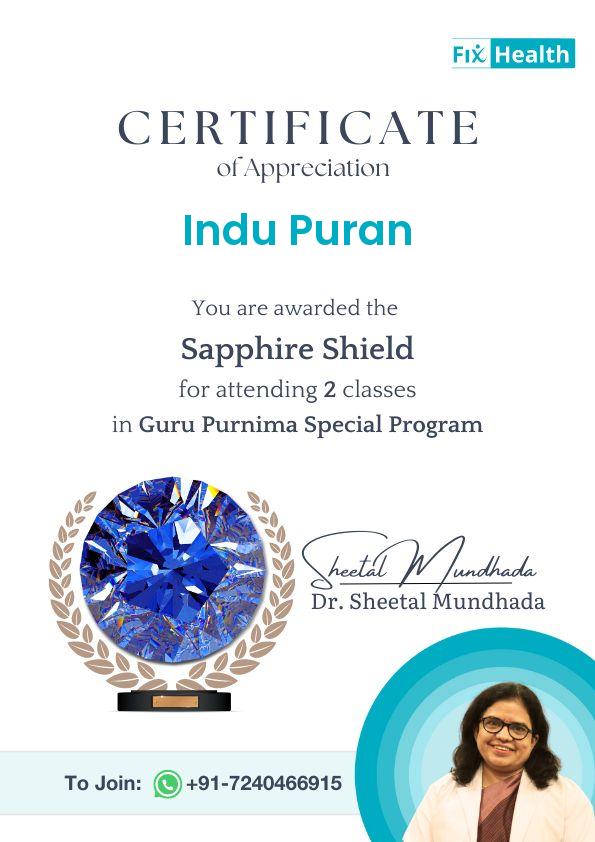 Fix Health
CERTIFICATE
of Appreciation
Indu Puran
You are awarded the
Sapphire Shield
for attending 2 classes
in Guru Purnima Special Program
Sheetal Mundhada
Dr. Sheetal Mundhada
To Join: +91-7240466915